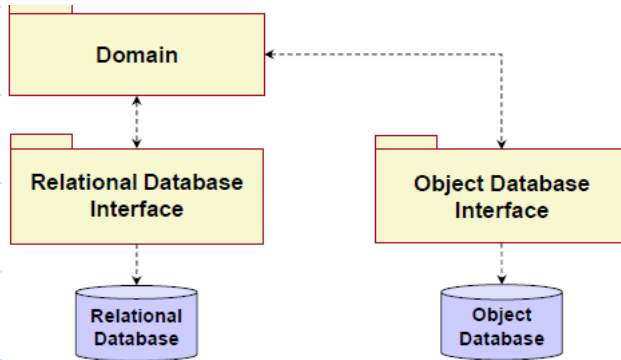 Domain
Relational Database
Interface
Object Database
Interface
Relational
Database
Object
Database